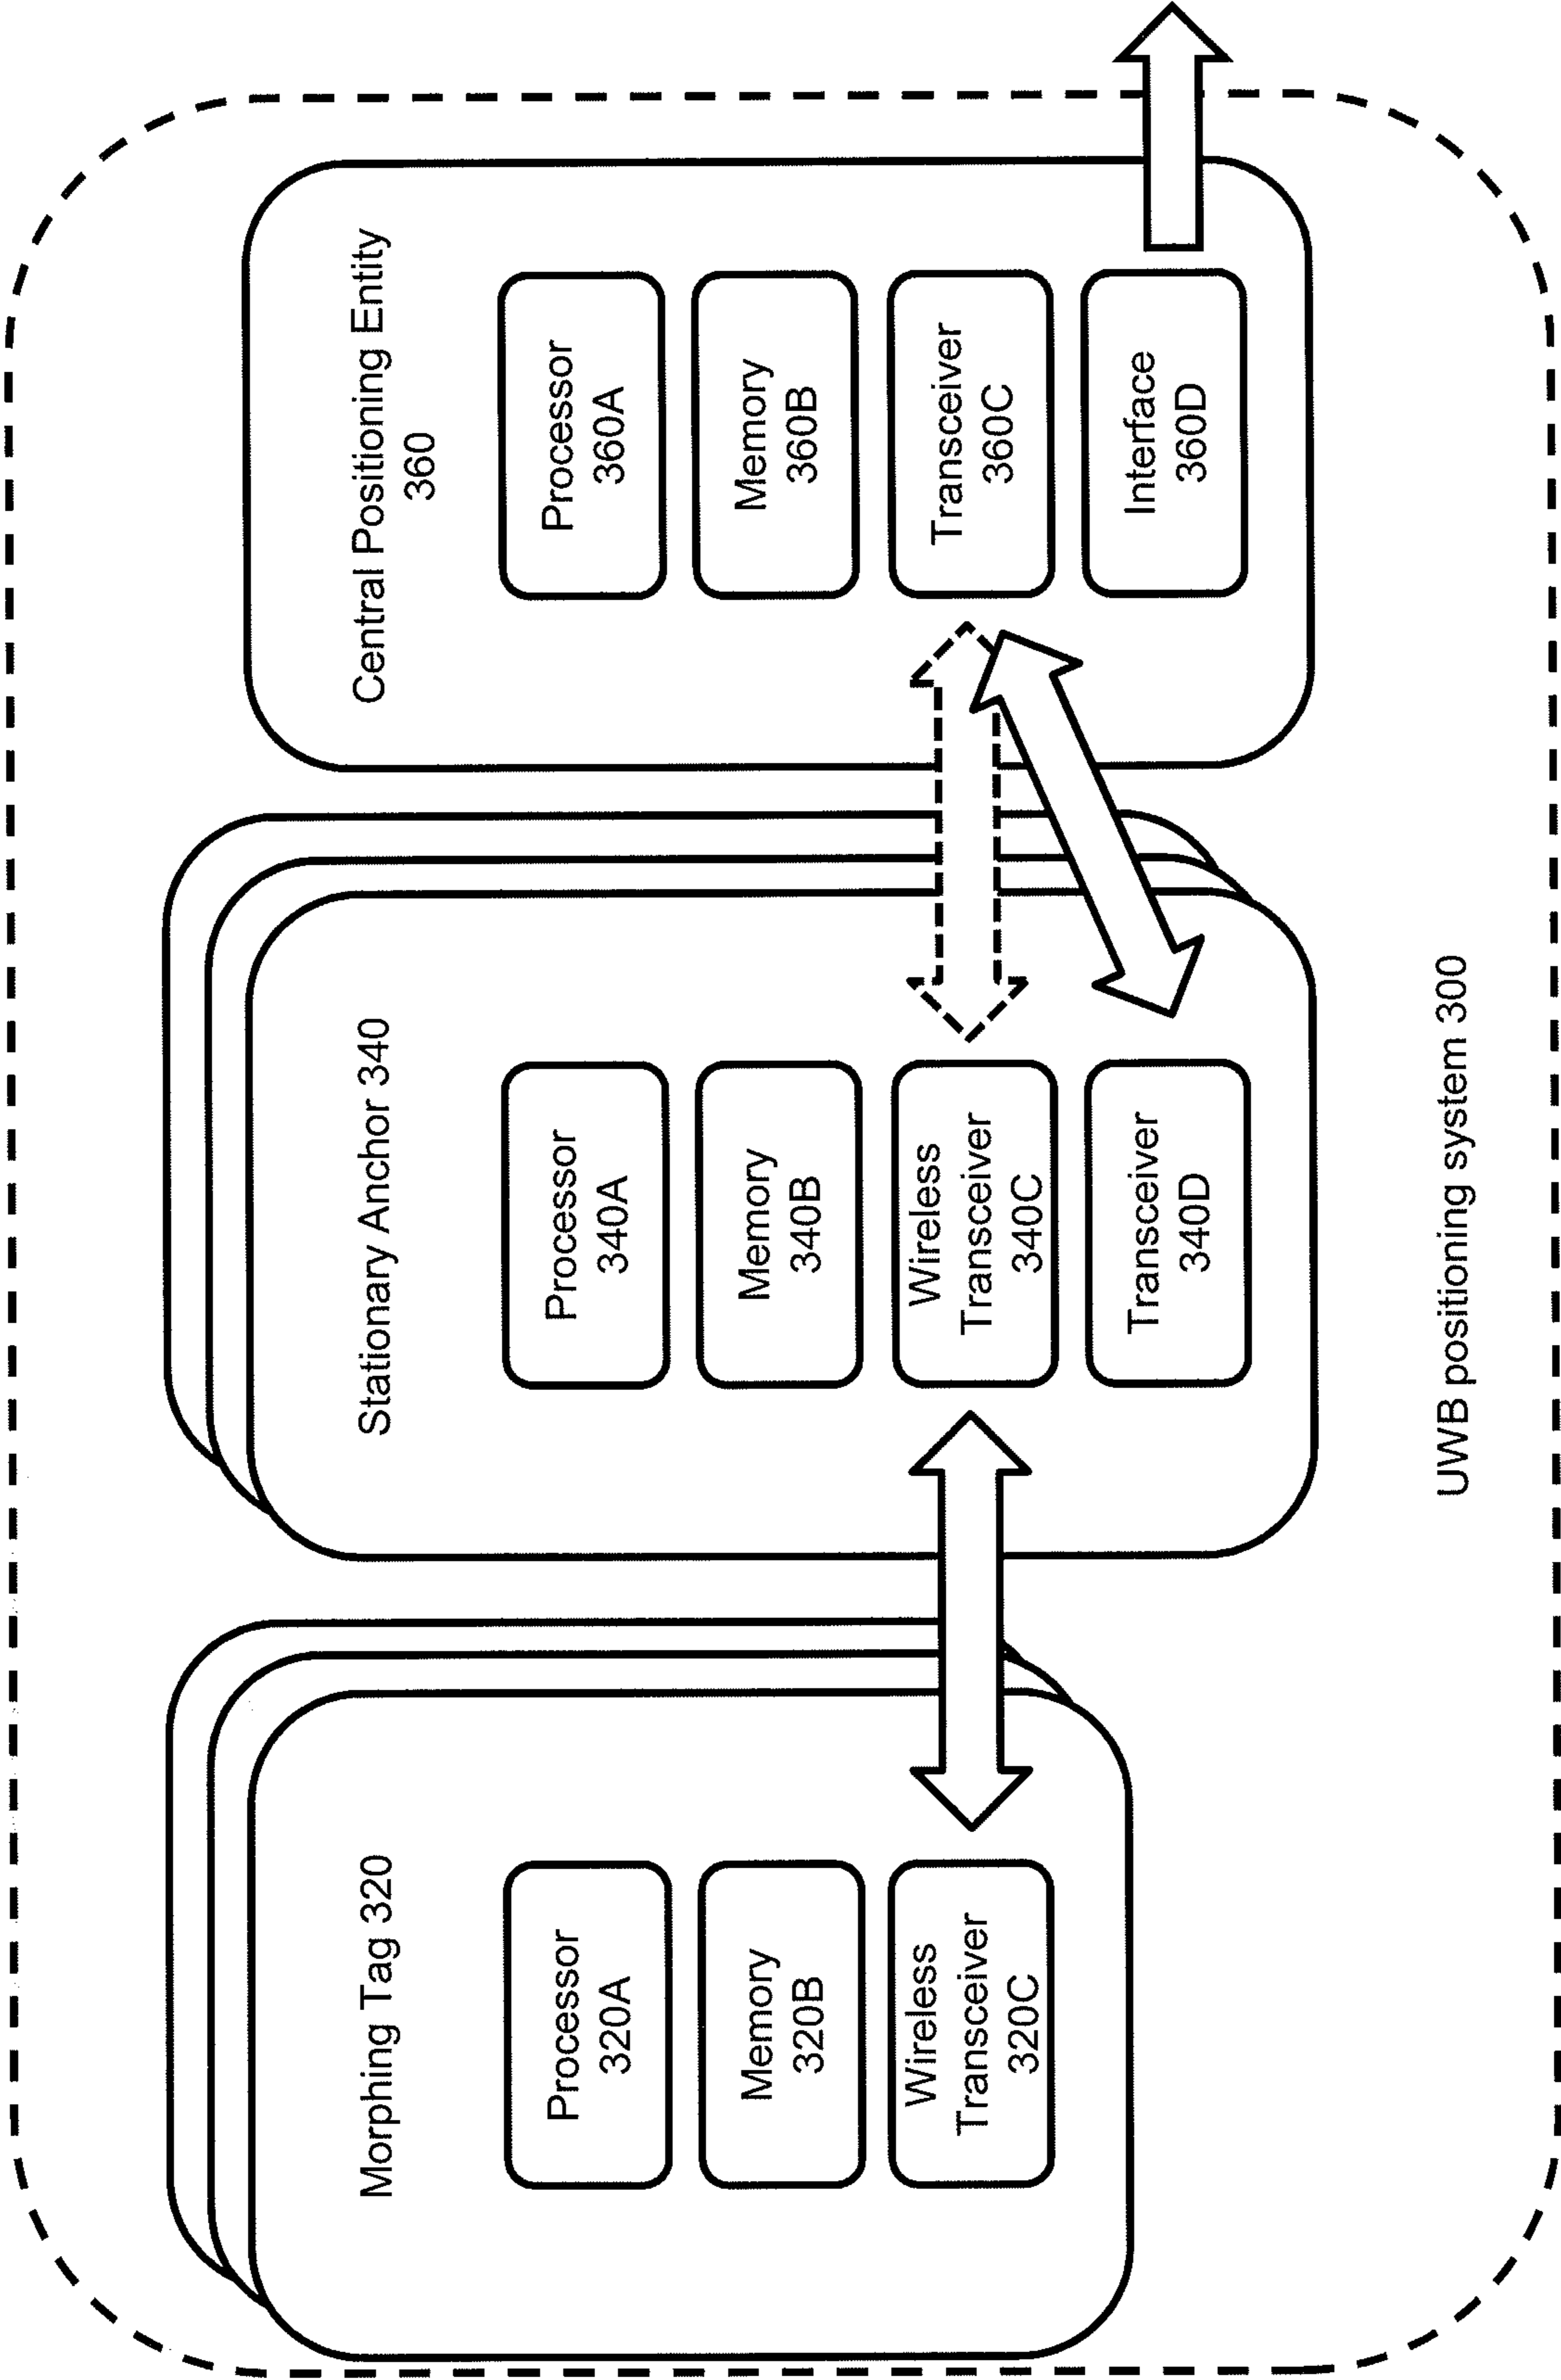 Morphing Tag 320
Processor
320A
Memory
320B
Wireless
Transceiver
320C
Stationary Anchor 340
Processor
340A
Memory
340B
Wireless
Transceiver
340C
Transceiver
340D
Central Positioning Entity
360
Processor
360A
Memory
360B
Transceiver
360C
Interface
360D
UWB positioning system 300